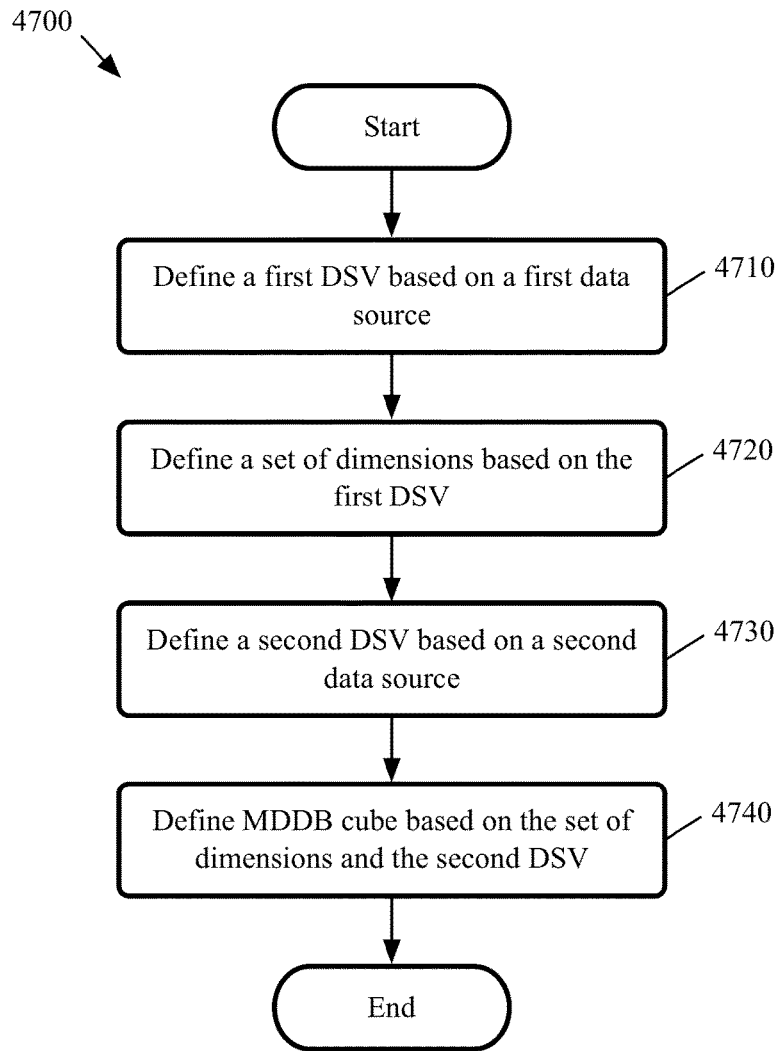 4700
Start
Define a first DSV based on a first data
source
4710
Define a set of dimensions based on the
first DSV
4720
Define a second DSV based on a second
data source
4730
Define MDDB cube based on the set of
dimensions and the second DSV
4740
End